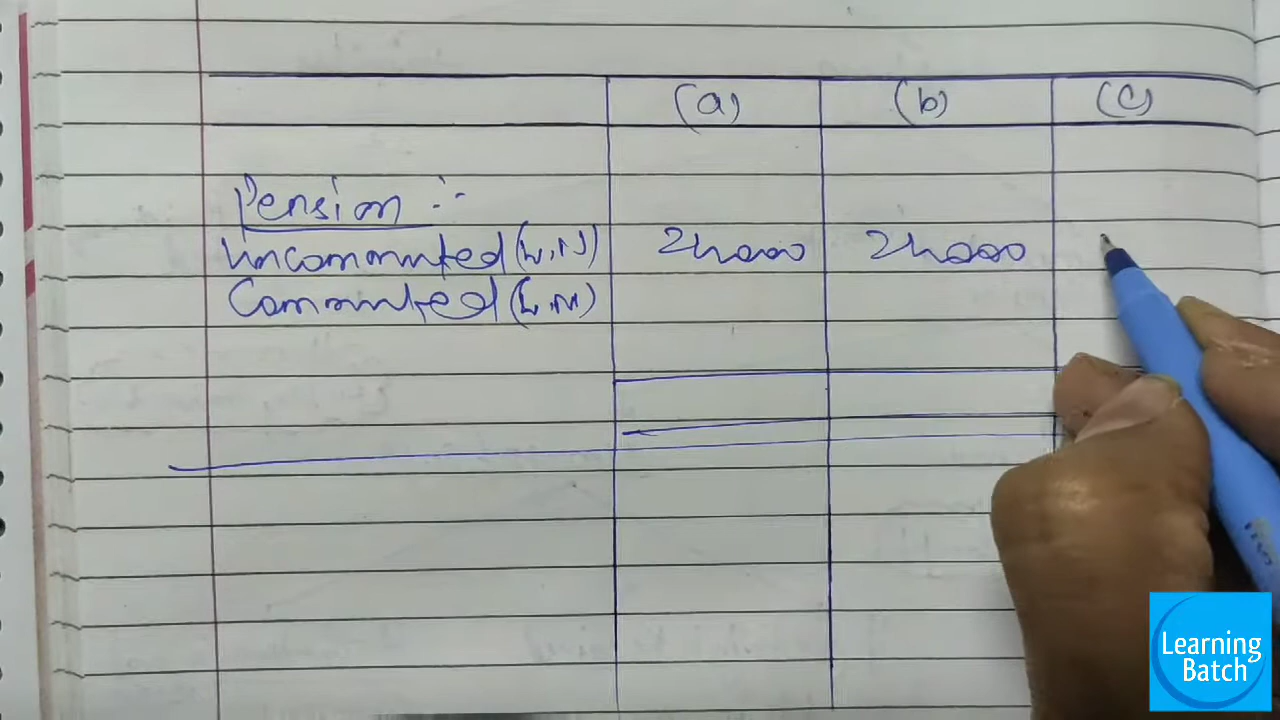 (a) (b) (c)
Pension :-
Uncommuted (W.N) 24000 24000
Commuted (W.N)
Learning
Batch